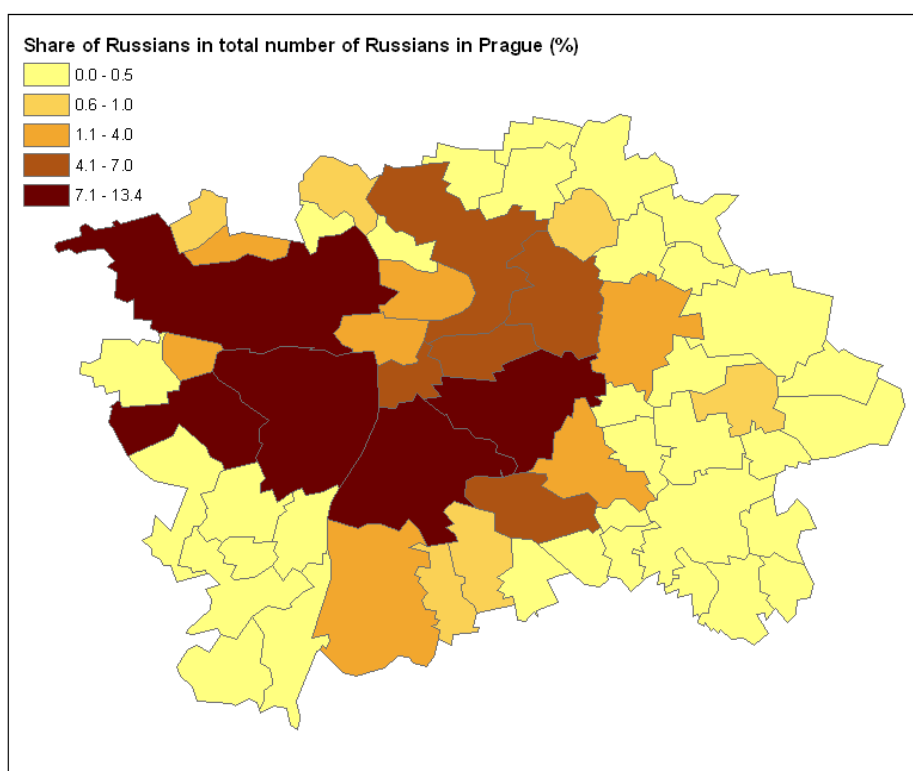 Share of Russians in total number of Russians in Prague (%)
0.0 - 0.5
0.6 - 1.0
1.1 - 4.0
4.1 - 7.0
7.1 - 13.4